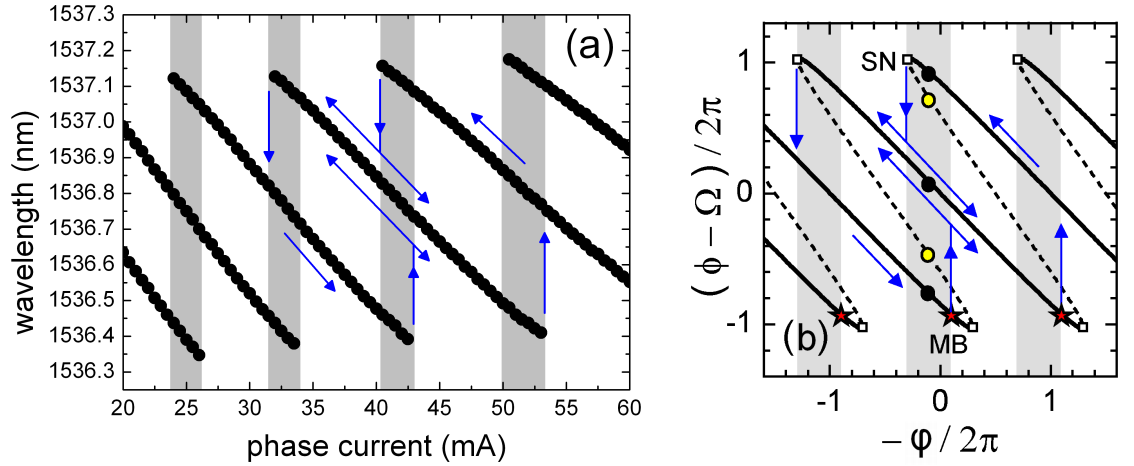 1537.3
1537.2
1537.1
1537.0
1536.9
1536.8
1536.7
1536.6
1536.5
1536.4
1536.3
wavelength (nm)
20 25 30 35 40 45 50 55 60
phase current (mA)
(a)
1
0
-1
(ϕ – Ω) / 2π
-1 0 1
– φ / 2π
SN
MB
(b)